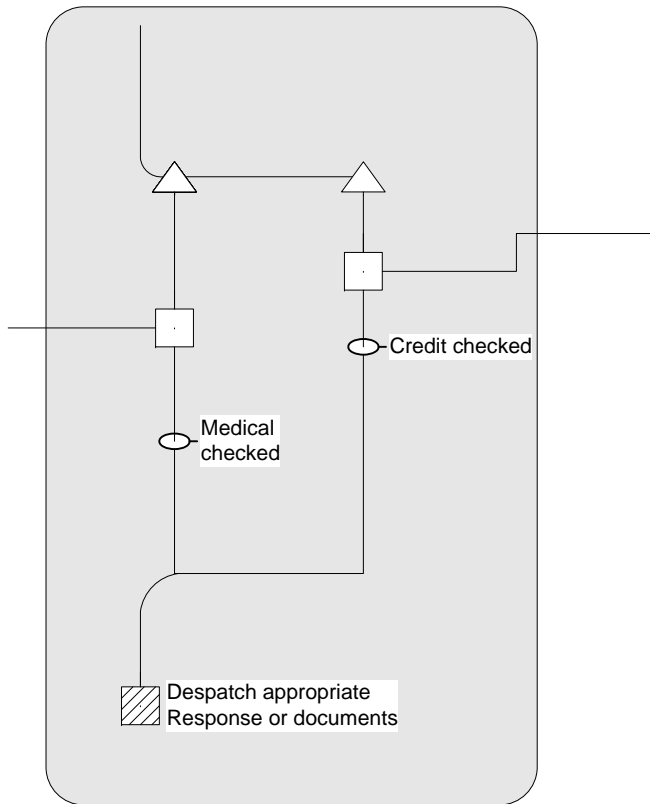 Credit checked
Medical
checked
Despatch appropriate
Response or documents